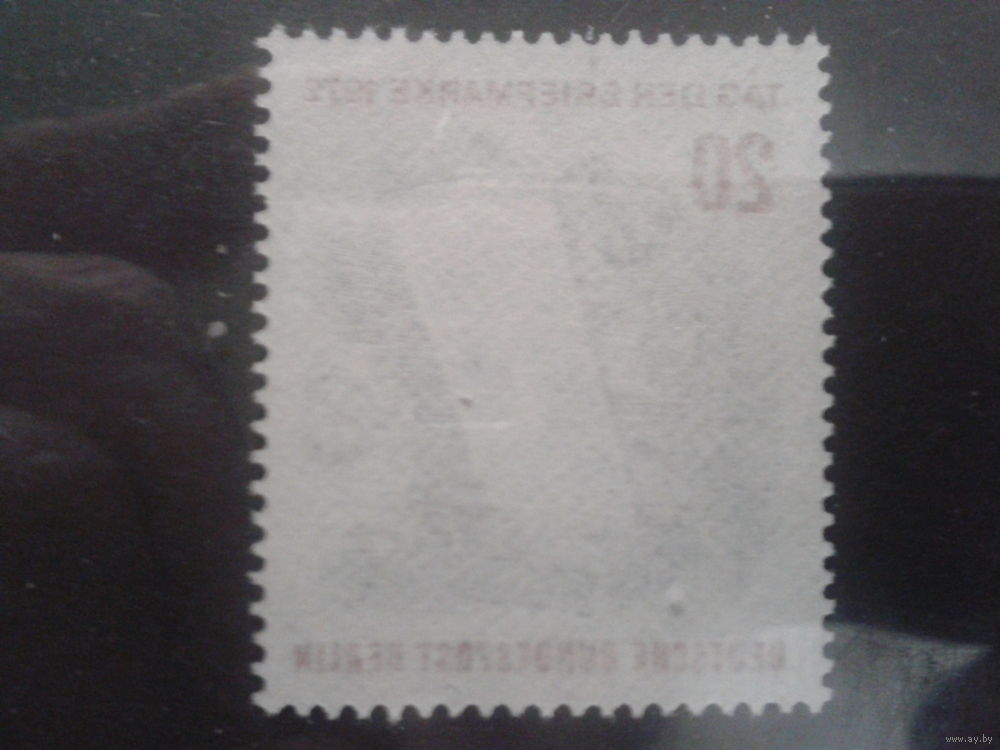 TAG DER BRIEFMARKE 1972
20
DEUTSCHE BUNDESPOST BERLIN
www.ay.by